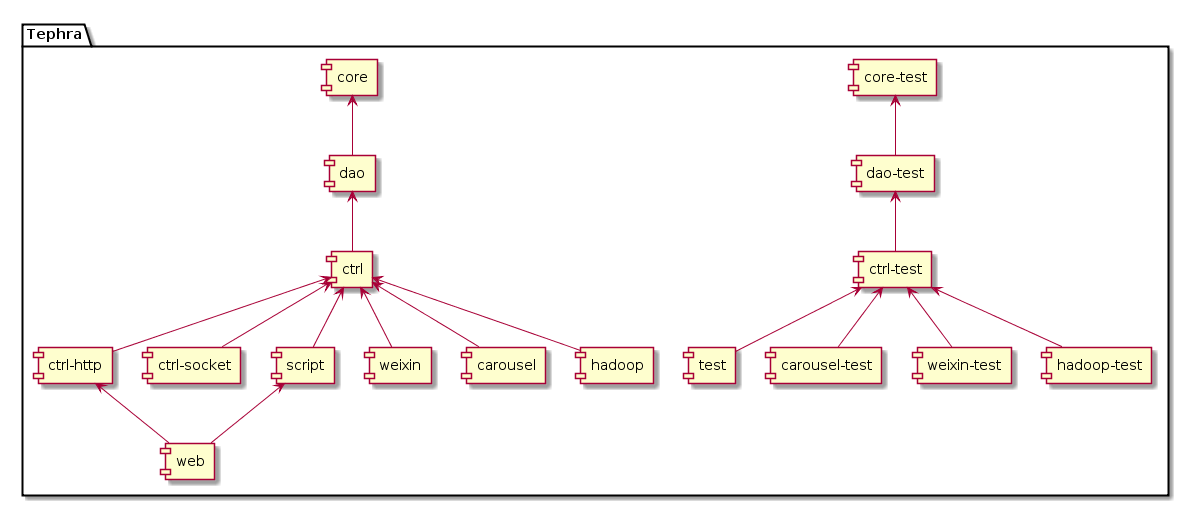 Tephra
core
core-test
dao
dao-test
ctrl
ctrl-test
ctrl-http
ctrl-socket
script
weixin
carousel
hadoop
test
carousel-test
weixin-test
hadoop-test
web